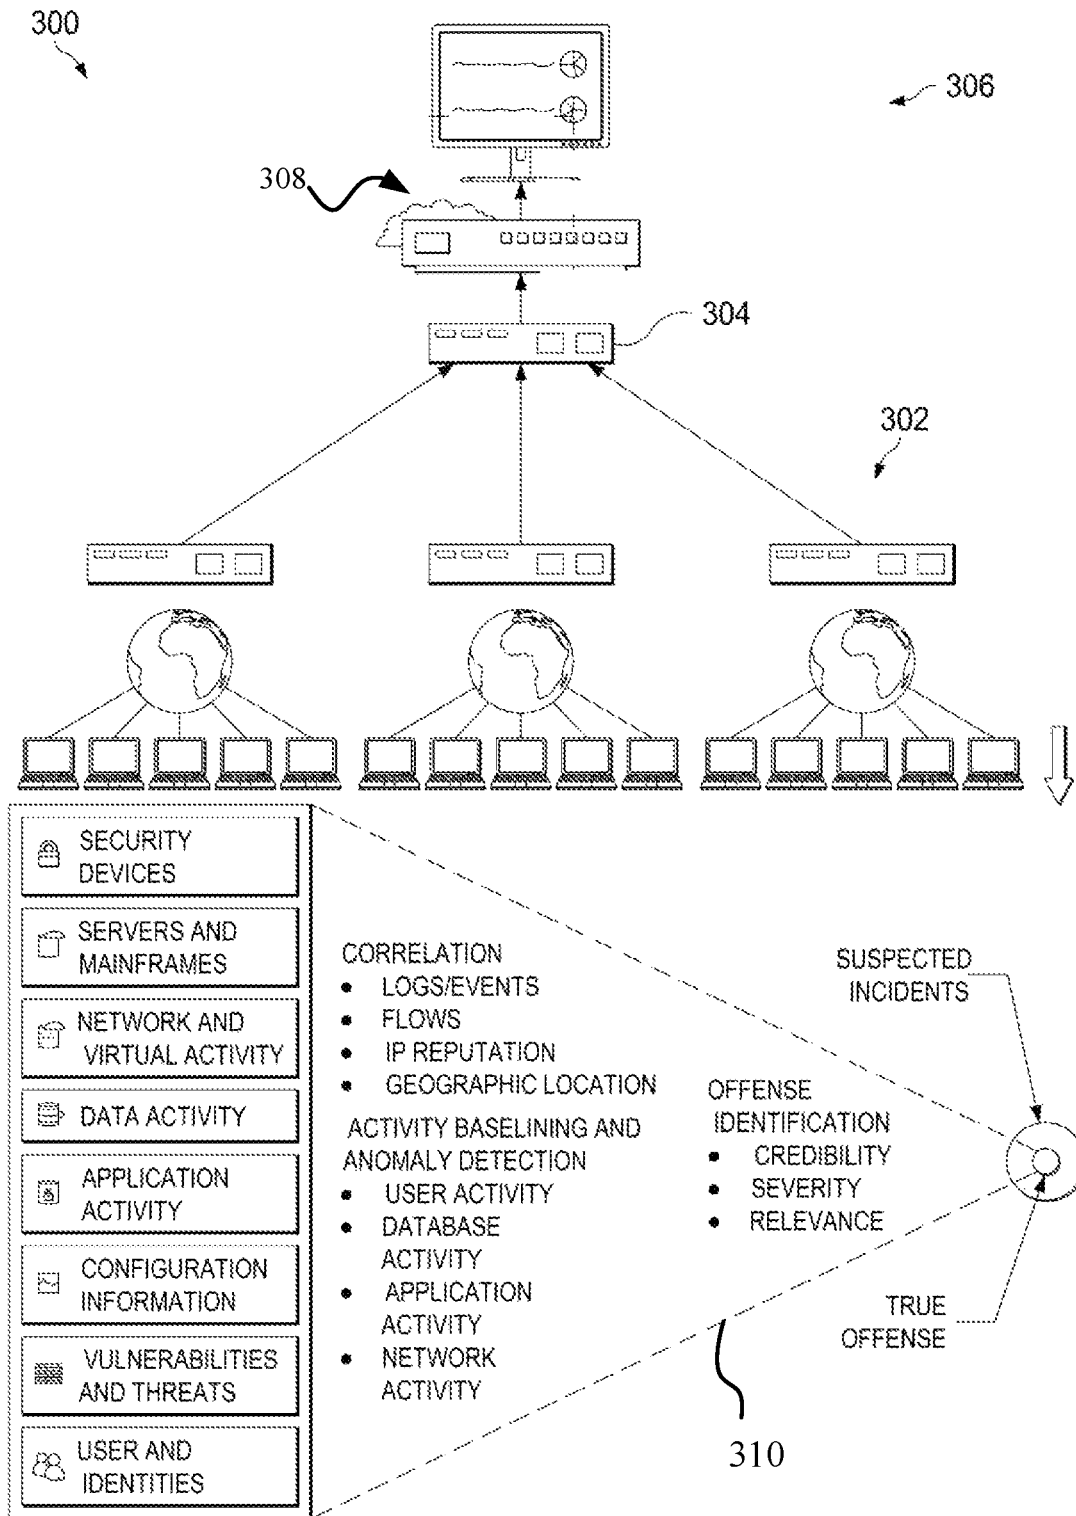 300
306
308
304
302
SECURITY
DEVICES
SERVERS AND
MAINFRAMES
NETWORK AND
VIRTUAL ACTIVITY
DATA ACTIVITY
APPLICATION
ACTIVITY
CONFIGURATION
INFORMATION
VULNERABILITIES
AND THREATS
USER AND
IDENTITIES
CORRELATION
• LOGS/EVENTS
• FLOWS
• IP REPUTATION
• GEOGRAPHIC LOCATION
ACTIVITY BASELINING AND
ANOMALY DETECTION
• USER ACTIVITY
• DATABASE
ACTIVITY
• APPLICATION
ACTIVITY
• NETWORK
ACTIVITY
OFFENSE
IDENTIFICATION
• CREDIBILITY
• SEVERITY
• RELEVANCE
SUSPECTED
INCIDENTS
TRUE
OFFENSE
310